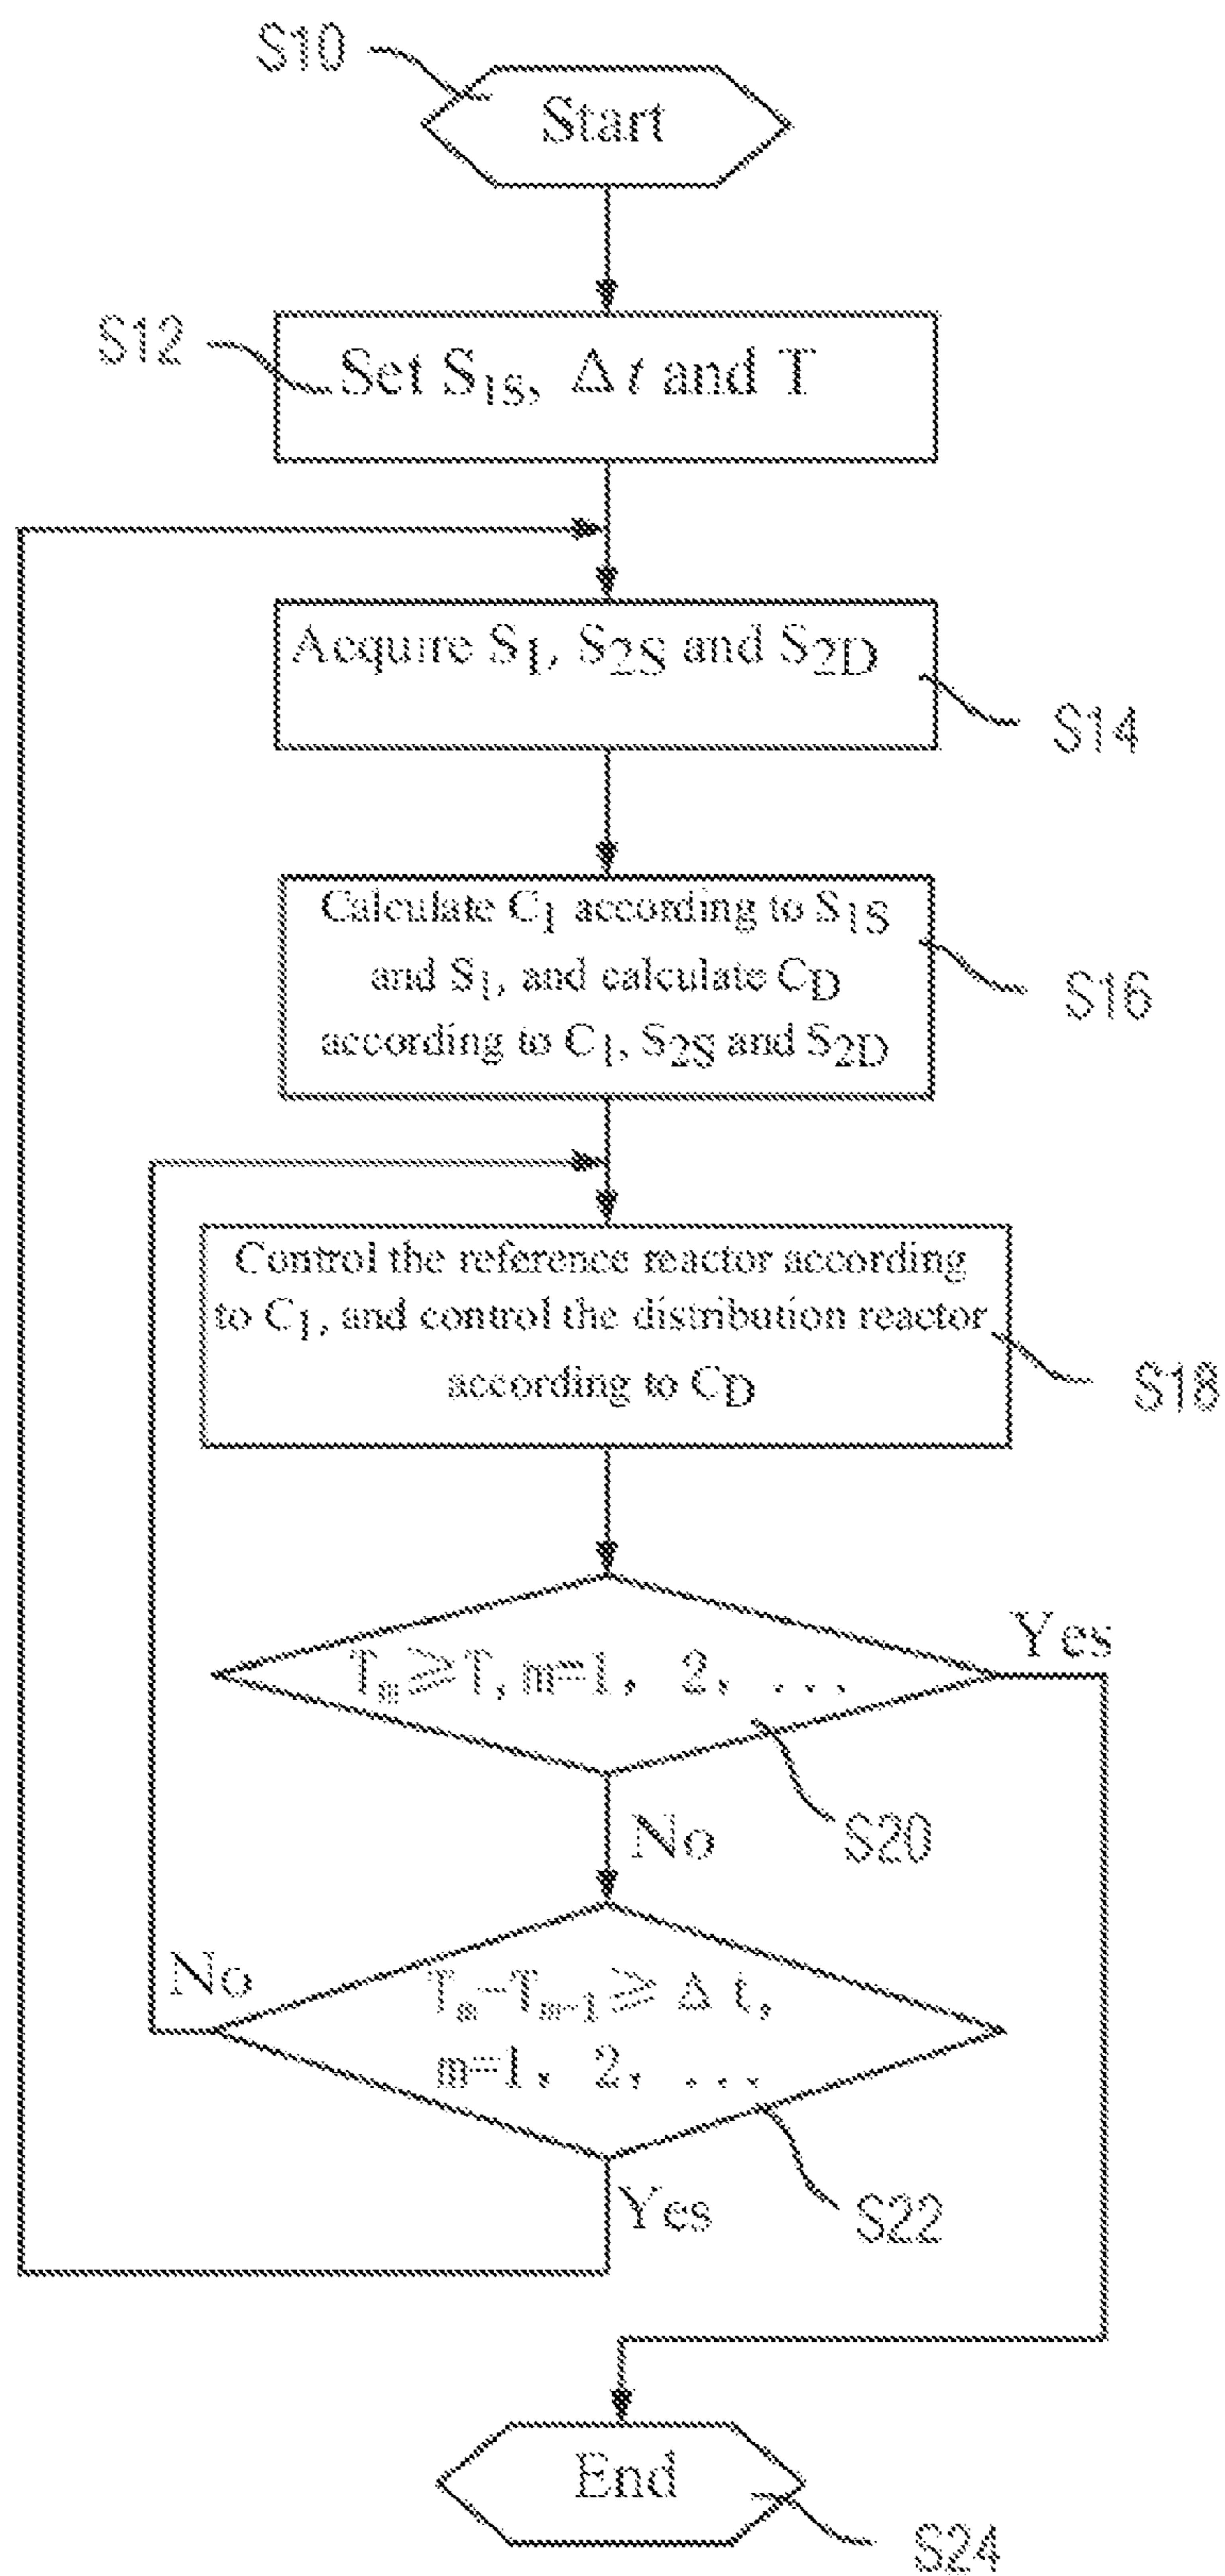 S10
Start
S12
Set S1S, Δt and T
Acquire S1, S2S and S2D
S14
Calculate C1 according to S1S
and S1, and calculate CD
according to C1, S2S and S2D
S16
Control the reference reactor according
to C1, and control the distribution reactor
according to CD
S18
Yes
Tm≥T, m=1, 2, ...
S20
No
No
Tm-Tm-1≥Δt,
m=1, 2, ...
Yes
S22
End
S24